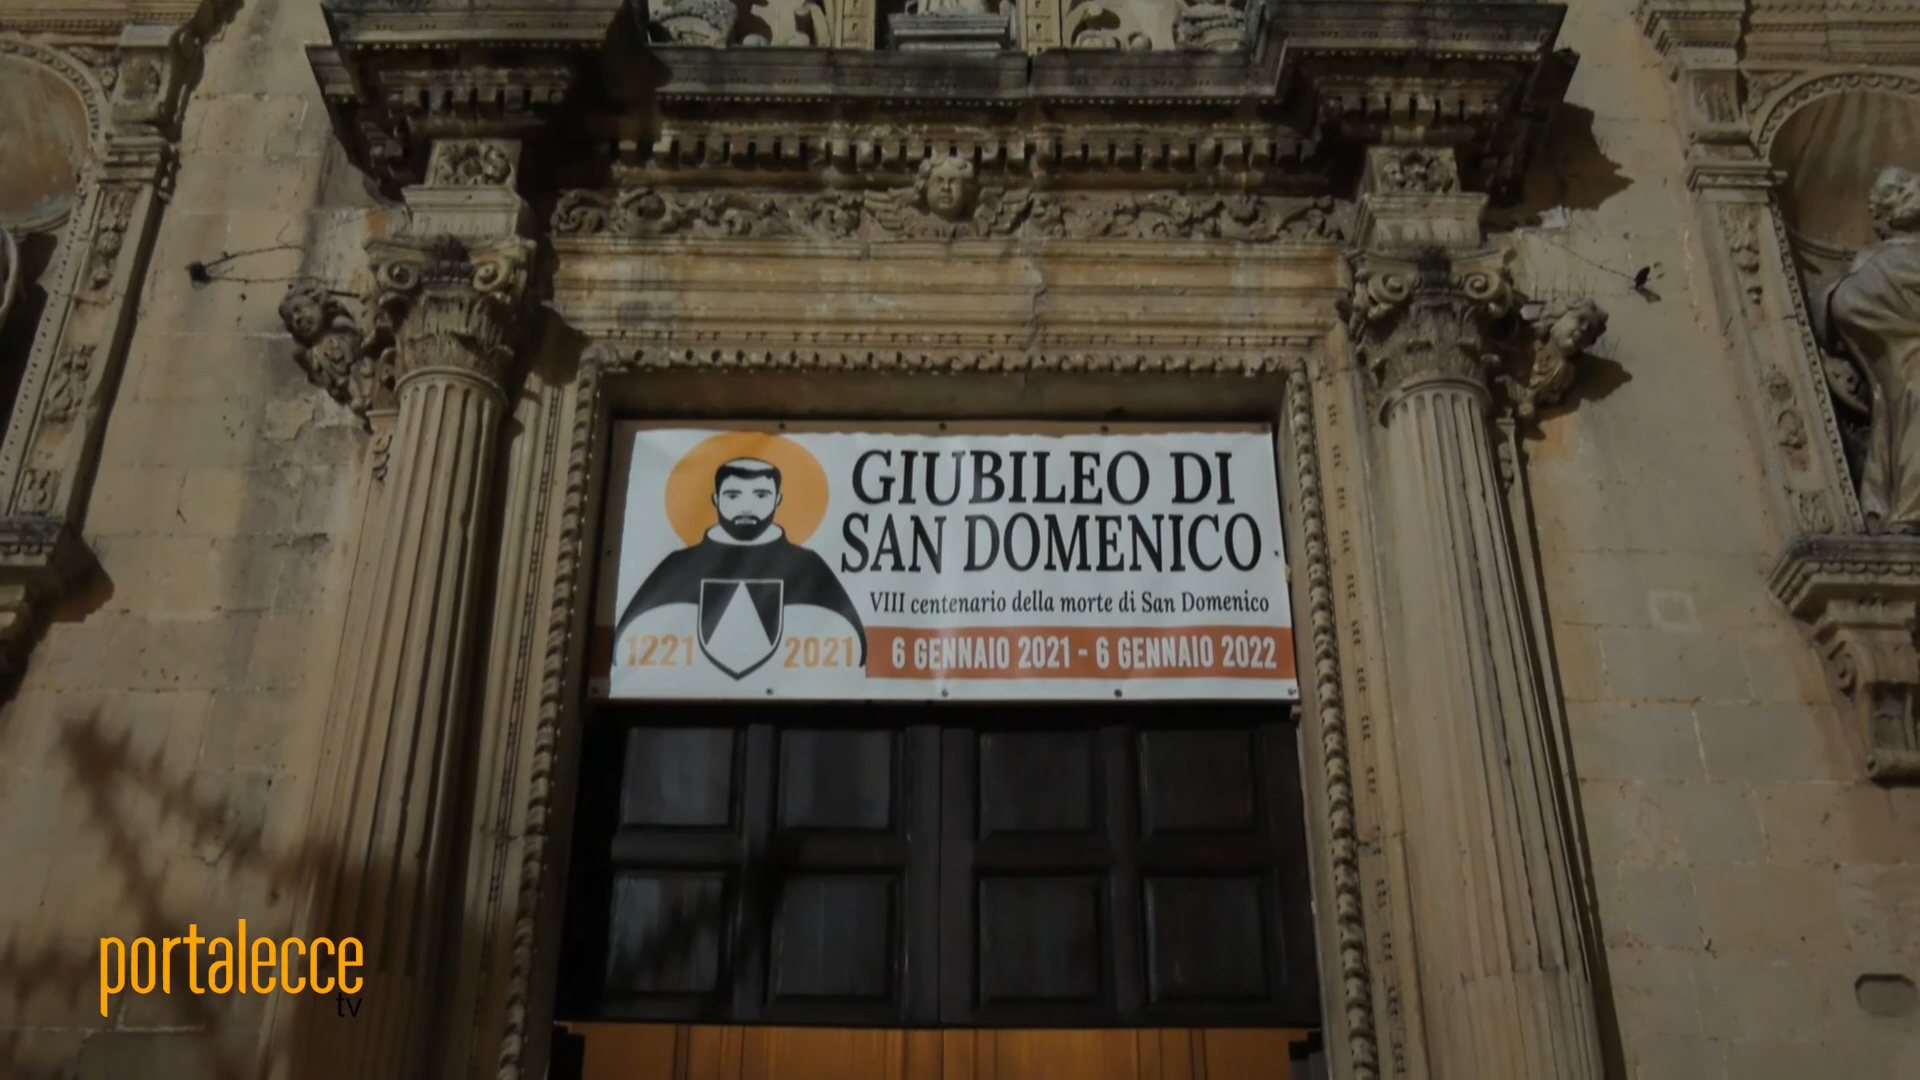 GIUBILEO DI
SAN DOMENICO
VIII centenario della morte di San Domenico
1221 2021 6 GENNAIO 2021 - 6 GENNAIO 2022
portalecce
tv